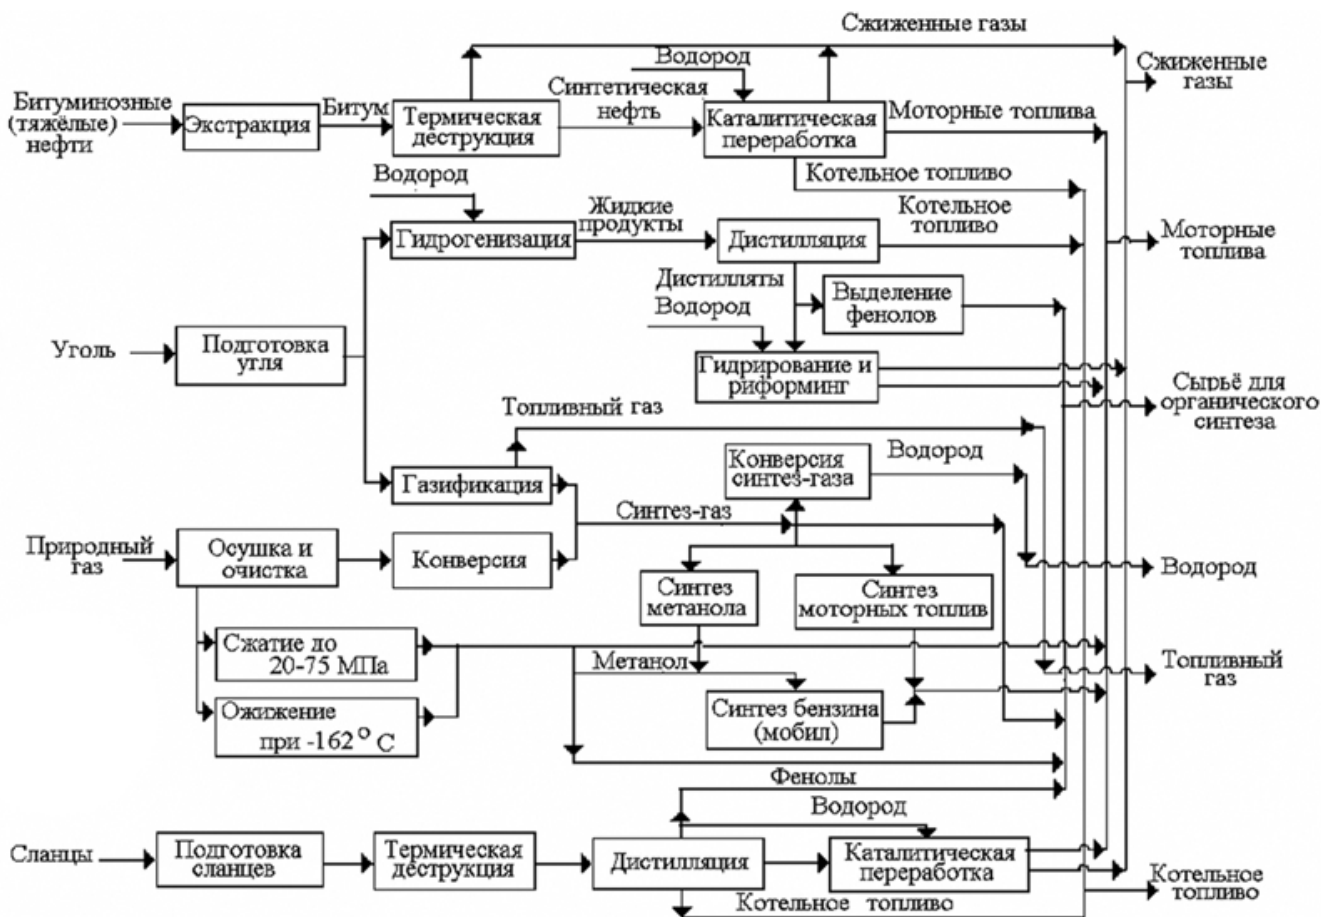 Сжиженные газы
Водород
Сжиженные
газы
Битуминозные
(тяжёлые)
нефти
Экстракция
Битум
Термическая
деструкция
Синтетическая
нефть
Каталитическая
переработка
Моторные топлива
Котельное топливо
Водород
Гидрогенизация
Жидкие
продукты
Дистилляция
Котельное
топливо
Моторные
топлива
Дистилляты
Выделение
фенолов
Водород
Уголь
Подготовка
угля
Гидрирование и
риформинг
Сырьё для
органического
синтеза
Топливный газ
Газификация
Конверсия
синтез-газа
Водород
Синтез-газ
Природный
газ
Осушка и
очистка
Конверсия
Водород
Синтез
метанола
Синтез
моторных топлив
Сжатие до
20-75 МПа
Метанол
Топливный
газ
Ожижение
при -162° С
Синтез бензина
(мобил)
Фенолы
Водород
Сланцы
Подготовка
сланцев
Термическая
деструкция
Дистилляция
Каталитическая
переработка
Котельное топливо
Котельное
топливо